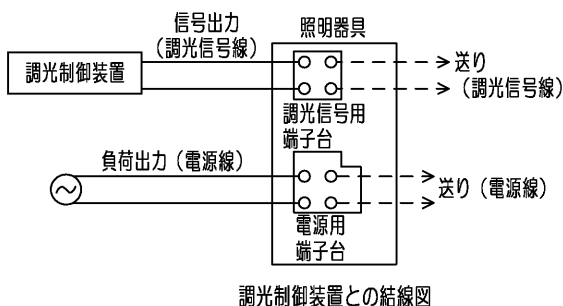 信号出力
(調光信号線)
照明器具
調光制御装置
送り
(調光信号線)
調光信号用
端子台
負荷出力(電源線)
送り(電源線)
電源用
端子台
調光制御装置との結線図